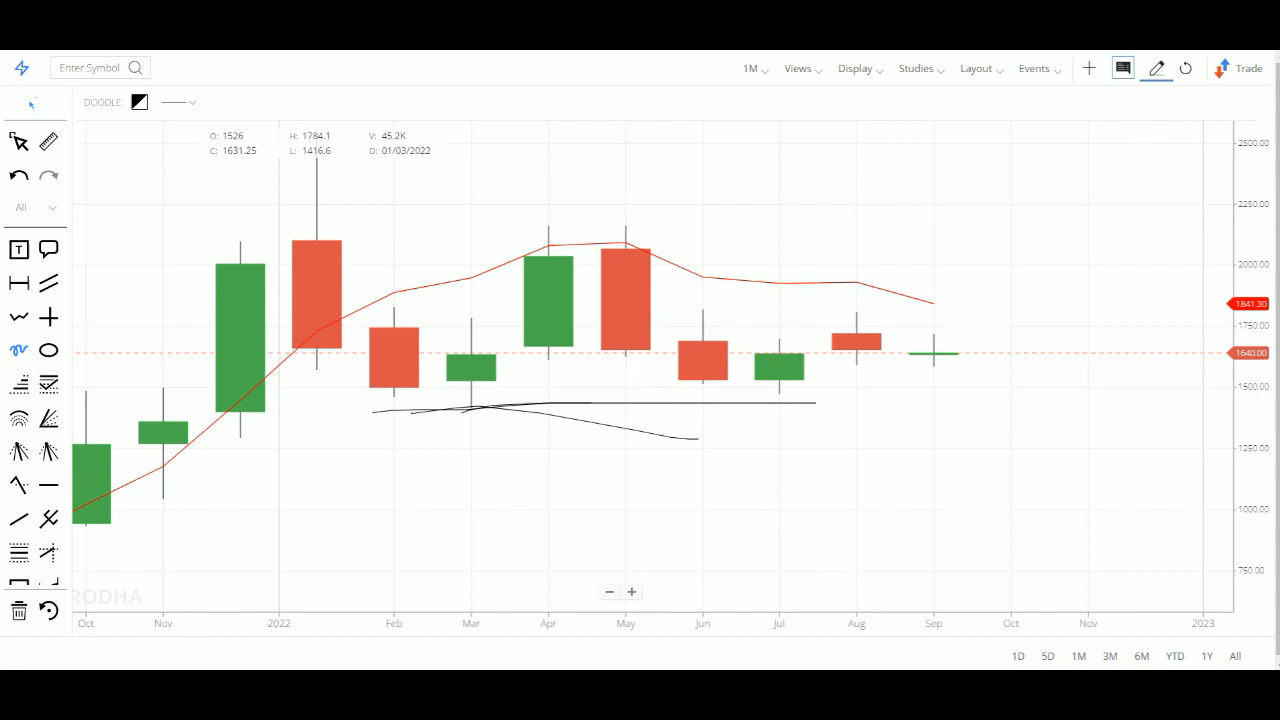 Enter Symbol 1M Views Display Studies Layout Events Trade
DOODLE:
O: 1526 H: 1784.1 V: 45.2K
C: 1631.25 L: 1416.6 D: 01/03/2022
All
T
2500.00
2250.00
2000.00
1841.30
1750.00
1640.00
1500.00
1250.00
1000.00
750.00
RODHA
Oct Nov 2022 Feb Mar Apr May Jun Jul Aug Sep Oct Nov 2023
1D 5D 1M 3M 6M YTD 1Y All